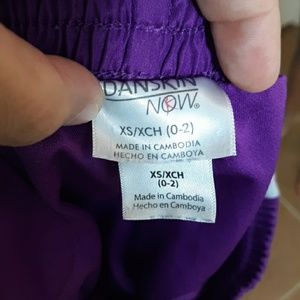 DANSKIN
NOW®
XS/XCH (0-2)
MADE IN CAMBODIA
HECHO EN CAMBOYA
XS/XCH
(0-2)
Made in Cambodia
Hecho en Camboya